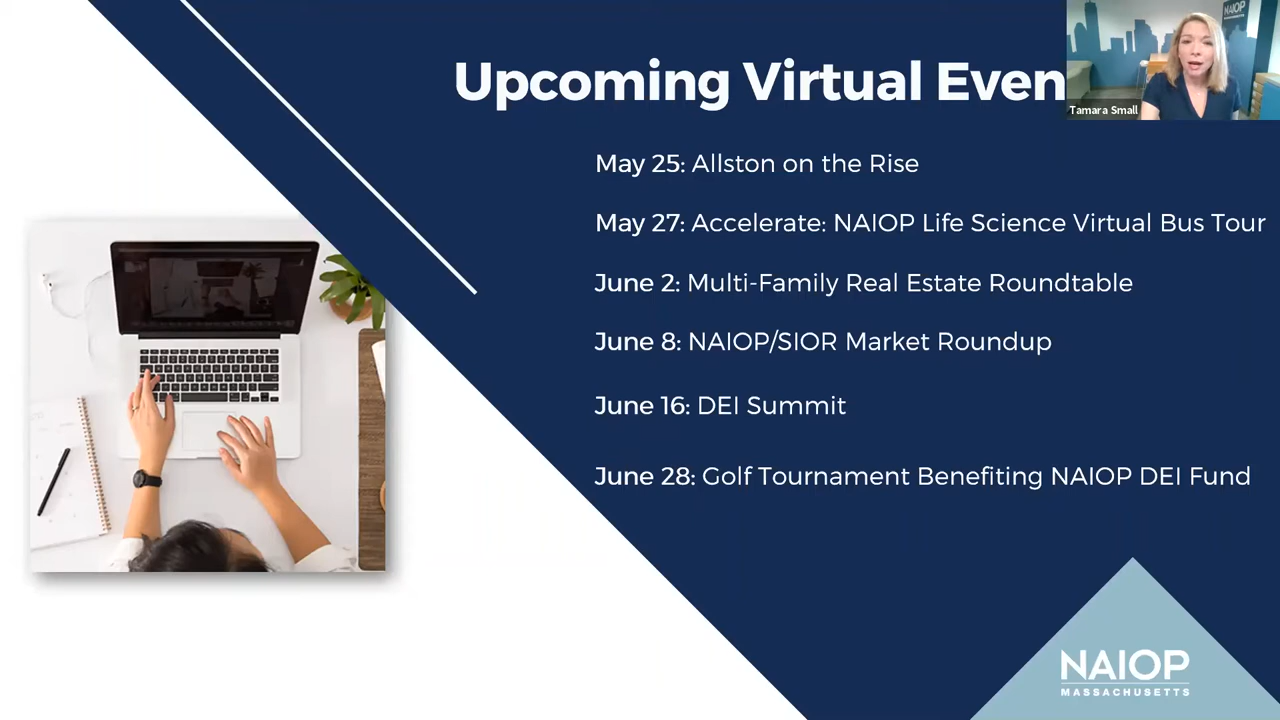 Upcoming Virtual Even
NAIOP
Tamara Small
May 25: Allston on the Rise
May 27: Accelerate: NAIOP Life Science Virtual Bus Tour
June 2: Multi-Family Real Estate Roundtable
June 8: NAIOP/SIOR Market Roundup
June 16: DEI Summit
June 28: Golf Tournament Benefiting NAIOP DEI Fund
NAIOP
MASSACHUSETTS